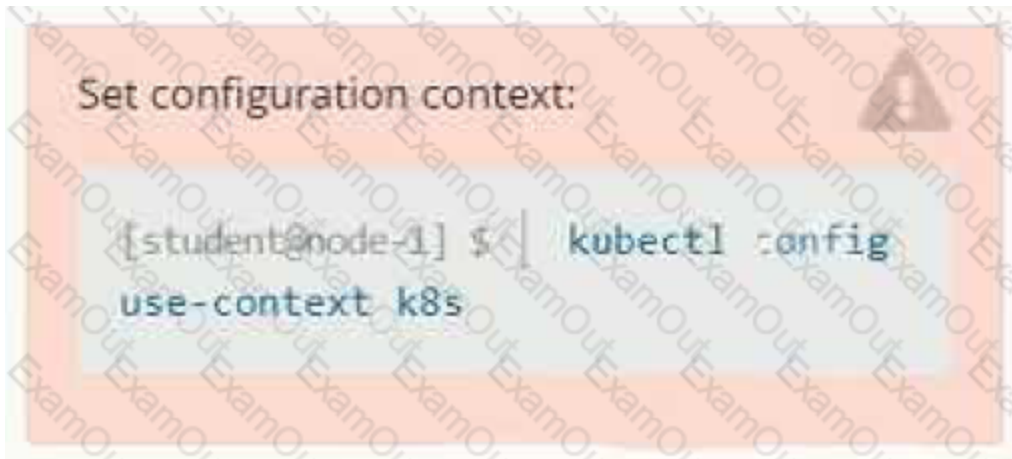 Set configuration context:
[student@node-1] $ | kubectl config
use-context k8s